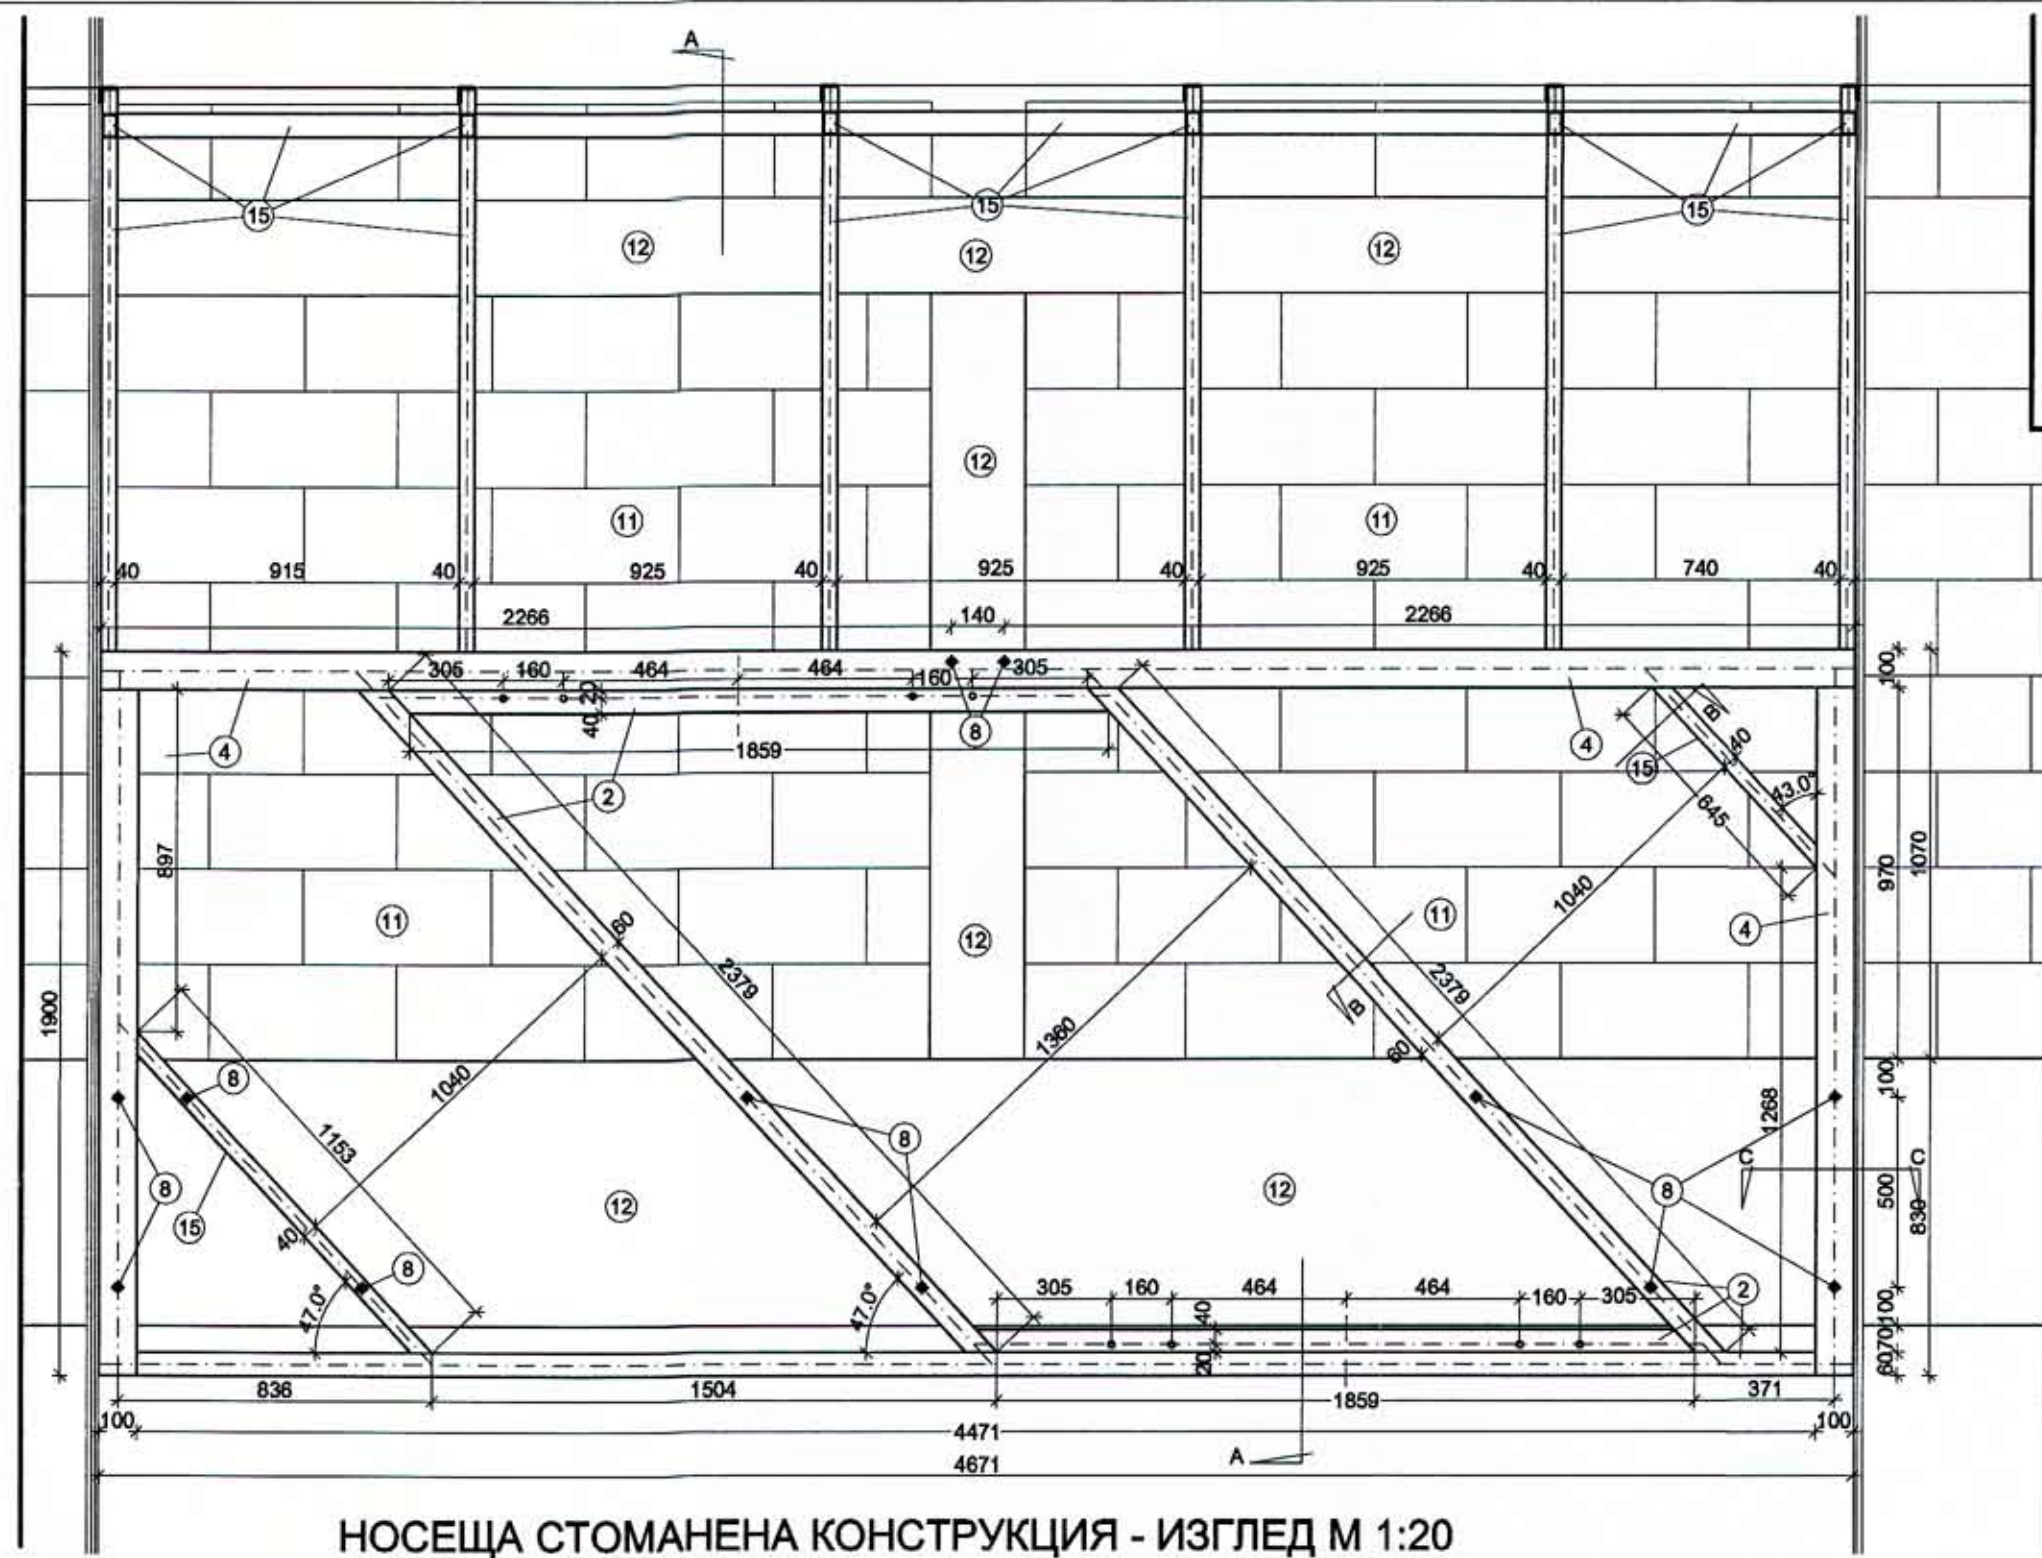 A
15 15 15
12 12 12
12
11 11
40 915 40 925 40 925 40 925 40 740 40
2266 140 2266
305 160 464 464 160 305 100
40 20
4 2 8 4 15 B 40
1859 43.0°
645
897 970 1070
11 60 12 11 4
2379 2379 1040
1900 B
1360 60
8 1040 100
1153 8 1268
C C
8 12 12 8 500 830
15
40 8
47.0° 47.0° 305 160 464 464 160 305 2
40 20 100
70
60
836 1504 1859 371
100 4471 100
A
4671
НОСЕЩА СТОМАНЕНА КОНСТРУКЦИЯ - ИЗГЛЕД М 1:20